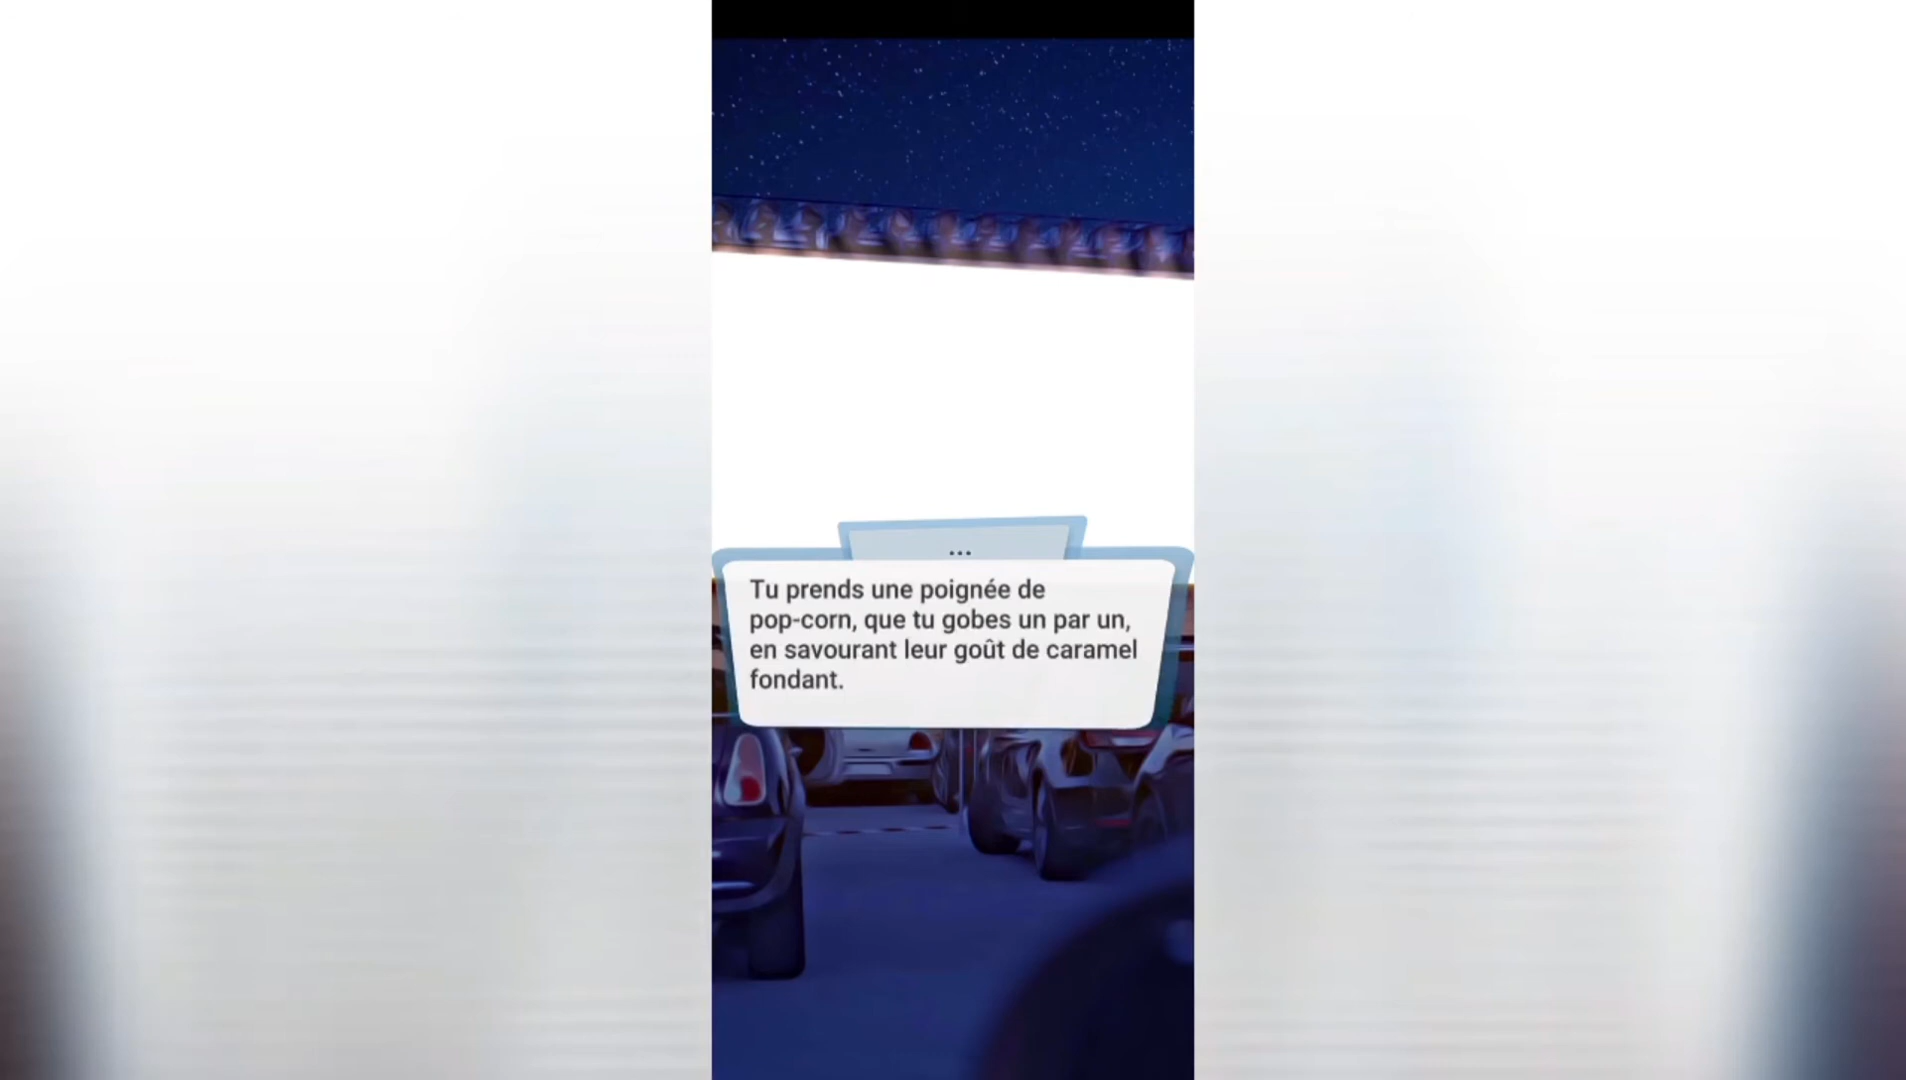 ...
Tu prends une poignée de
pop-corn, que tu gobes un par un,
en savourant leur goût de caramel
fondant.